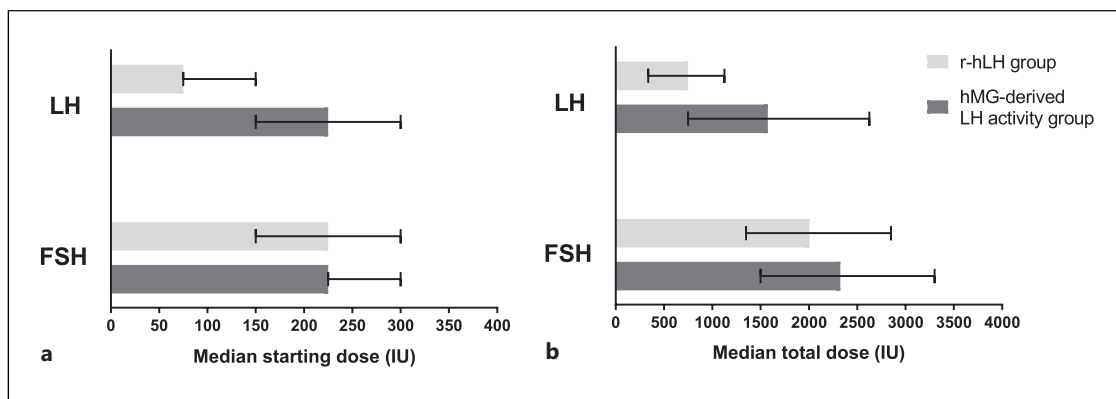 LH
FSH
0 50 100 150 200 250 300 350 400
Median starting dose (IU)
a
LH
FSH
0 500 1000 1500 2000 2500 3000 3500 4000
Median total dose (IU)
b
r-hLH group
hMG-derived
LH activity group